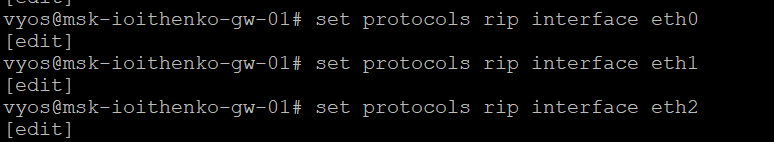 [edit]
vyos@msk-ioithenko-gw-01# set protocols rip interface eth0
[edit]
vyos@msk-ioithenko-gw-01# set protocols rip interface eth1
[edit]
vyos@msk-ioithenko-gw-01# set protocols rip interface eth2
[edit]